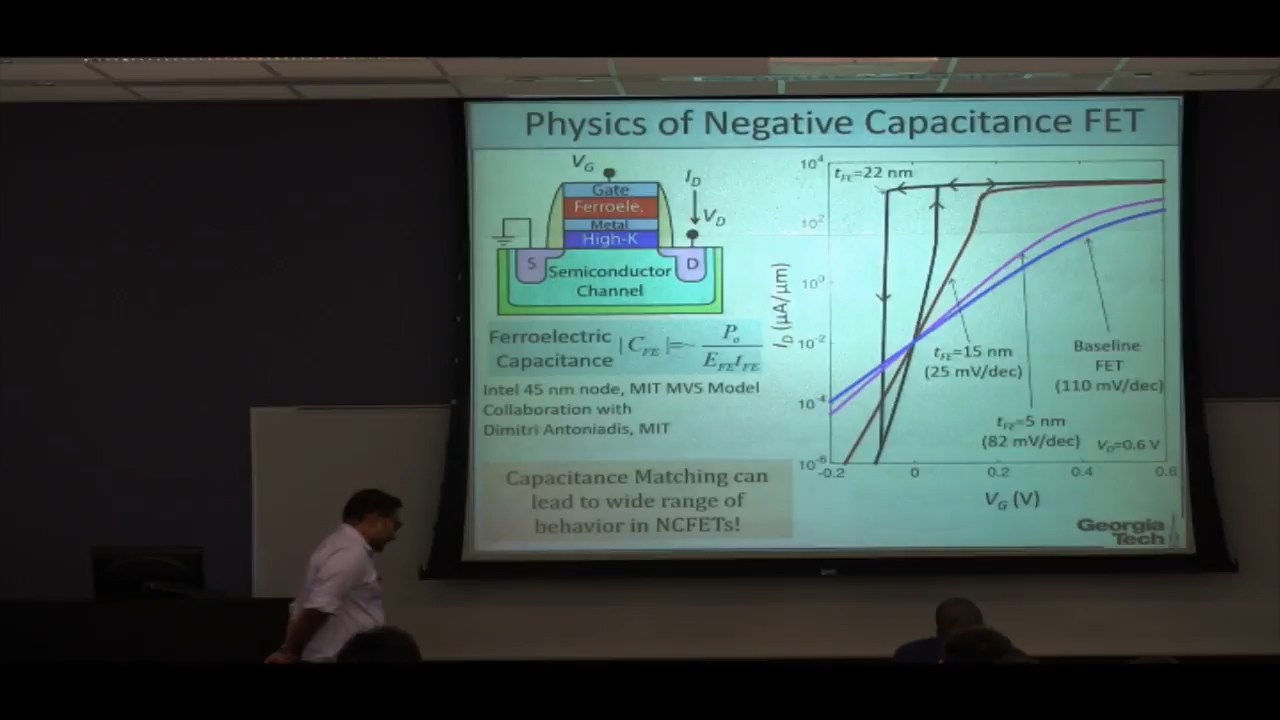 Physics of Negative Capacitance FET
V_G
Gate
Ferroele.
Metal
High-K
I_D
V_D
S
D
Semiconductor
Channel
Ferroelectric
Capacitance
|C_FE|=~ P_o / E_FE t_FE
Intel 45 nm node, MIT MVS Model
Collaboration with
Dimitri Antoniadis, MIT
Capacitance Matching can
lead to wide range of
behavior in NCFETs!
10^4
10^2
10^0
10^-2
10^-4
10^-6
I_D (μA/μm)
t_FE=22 nm
t_FE=15 nm
(25 mV/dec)
Baseline
FET
(110 mV/dec)
t_FE=5 nm
(82 mV/dec)
V_D=0.6 V
-0.2
0
0.2
0.4
0.6
V_G (V)
Georgia
Tech